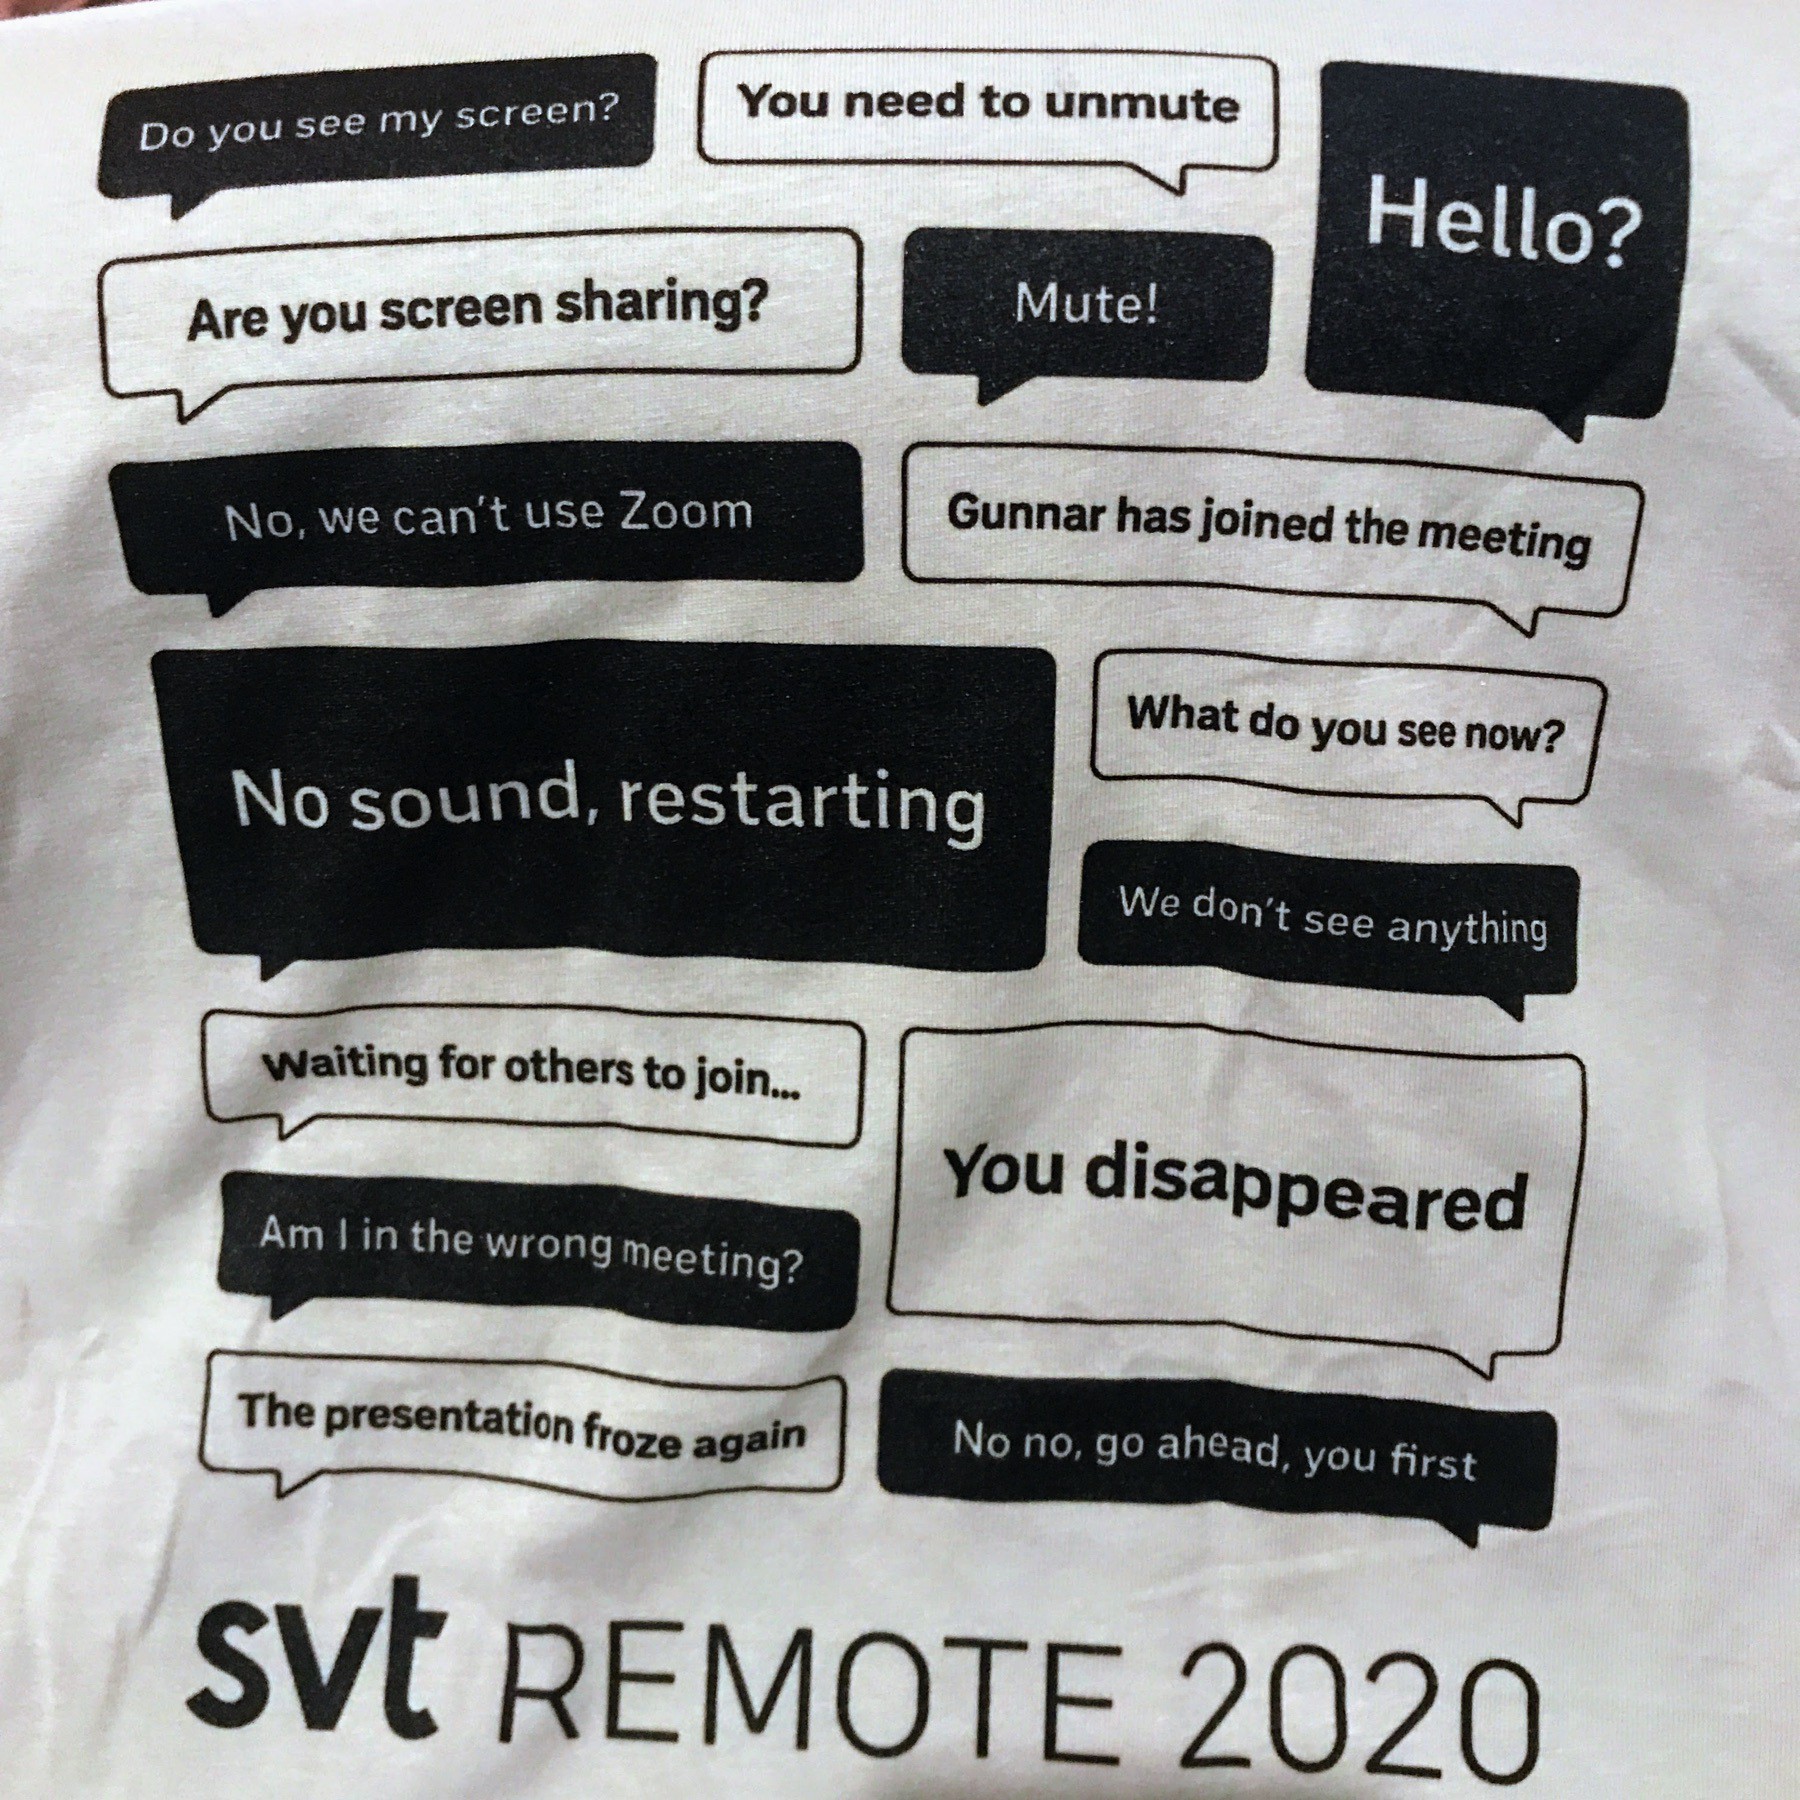 Do you see my screen?
You need to unmute
Hello?
Are you screen sharing?
Mute!
No, we can't use Zoom
Gunnar has joined the meeting
No sound, restarting
What do you see now?
We don't see anything
Waiting for others to join...
You disappeared
Am I in the wrong meeting?
The presentation froze again
No no, go ahead, you first
svt REMOTE 2020